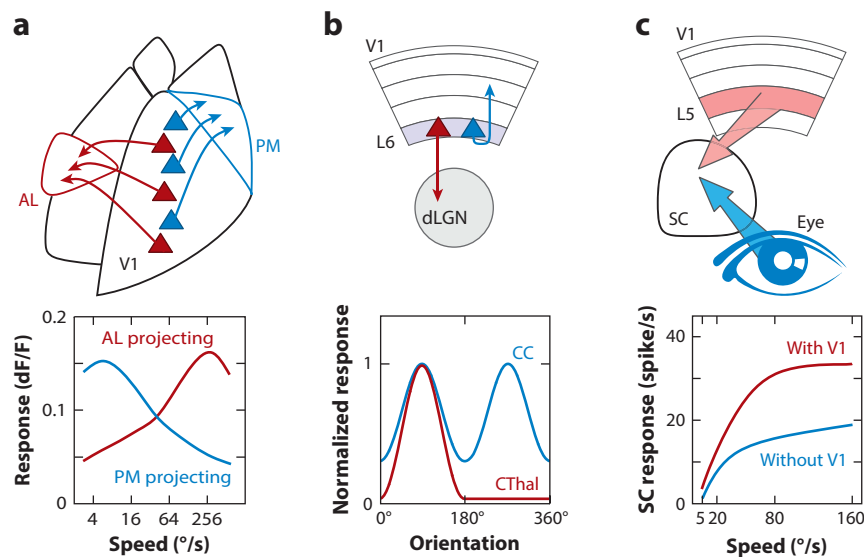 a
AL
PM
V1
Response (dF/F)
0.2
0.1
0
AL projecting
PM projecting
4 16 64 256
Speed (°/s)
b
V1
L6
dLGN
Normalized response
1
0
CC
CThal
0° 180° 360°
Orientation
c
V1
L5
SC
Eye
SC response (spike/s)
40
20
0
With V1
Without V1
5 20 80 160
Speed (°/s)